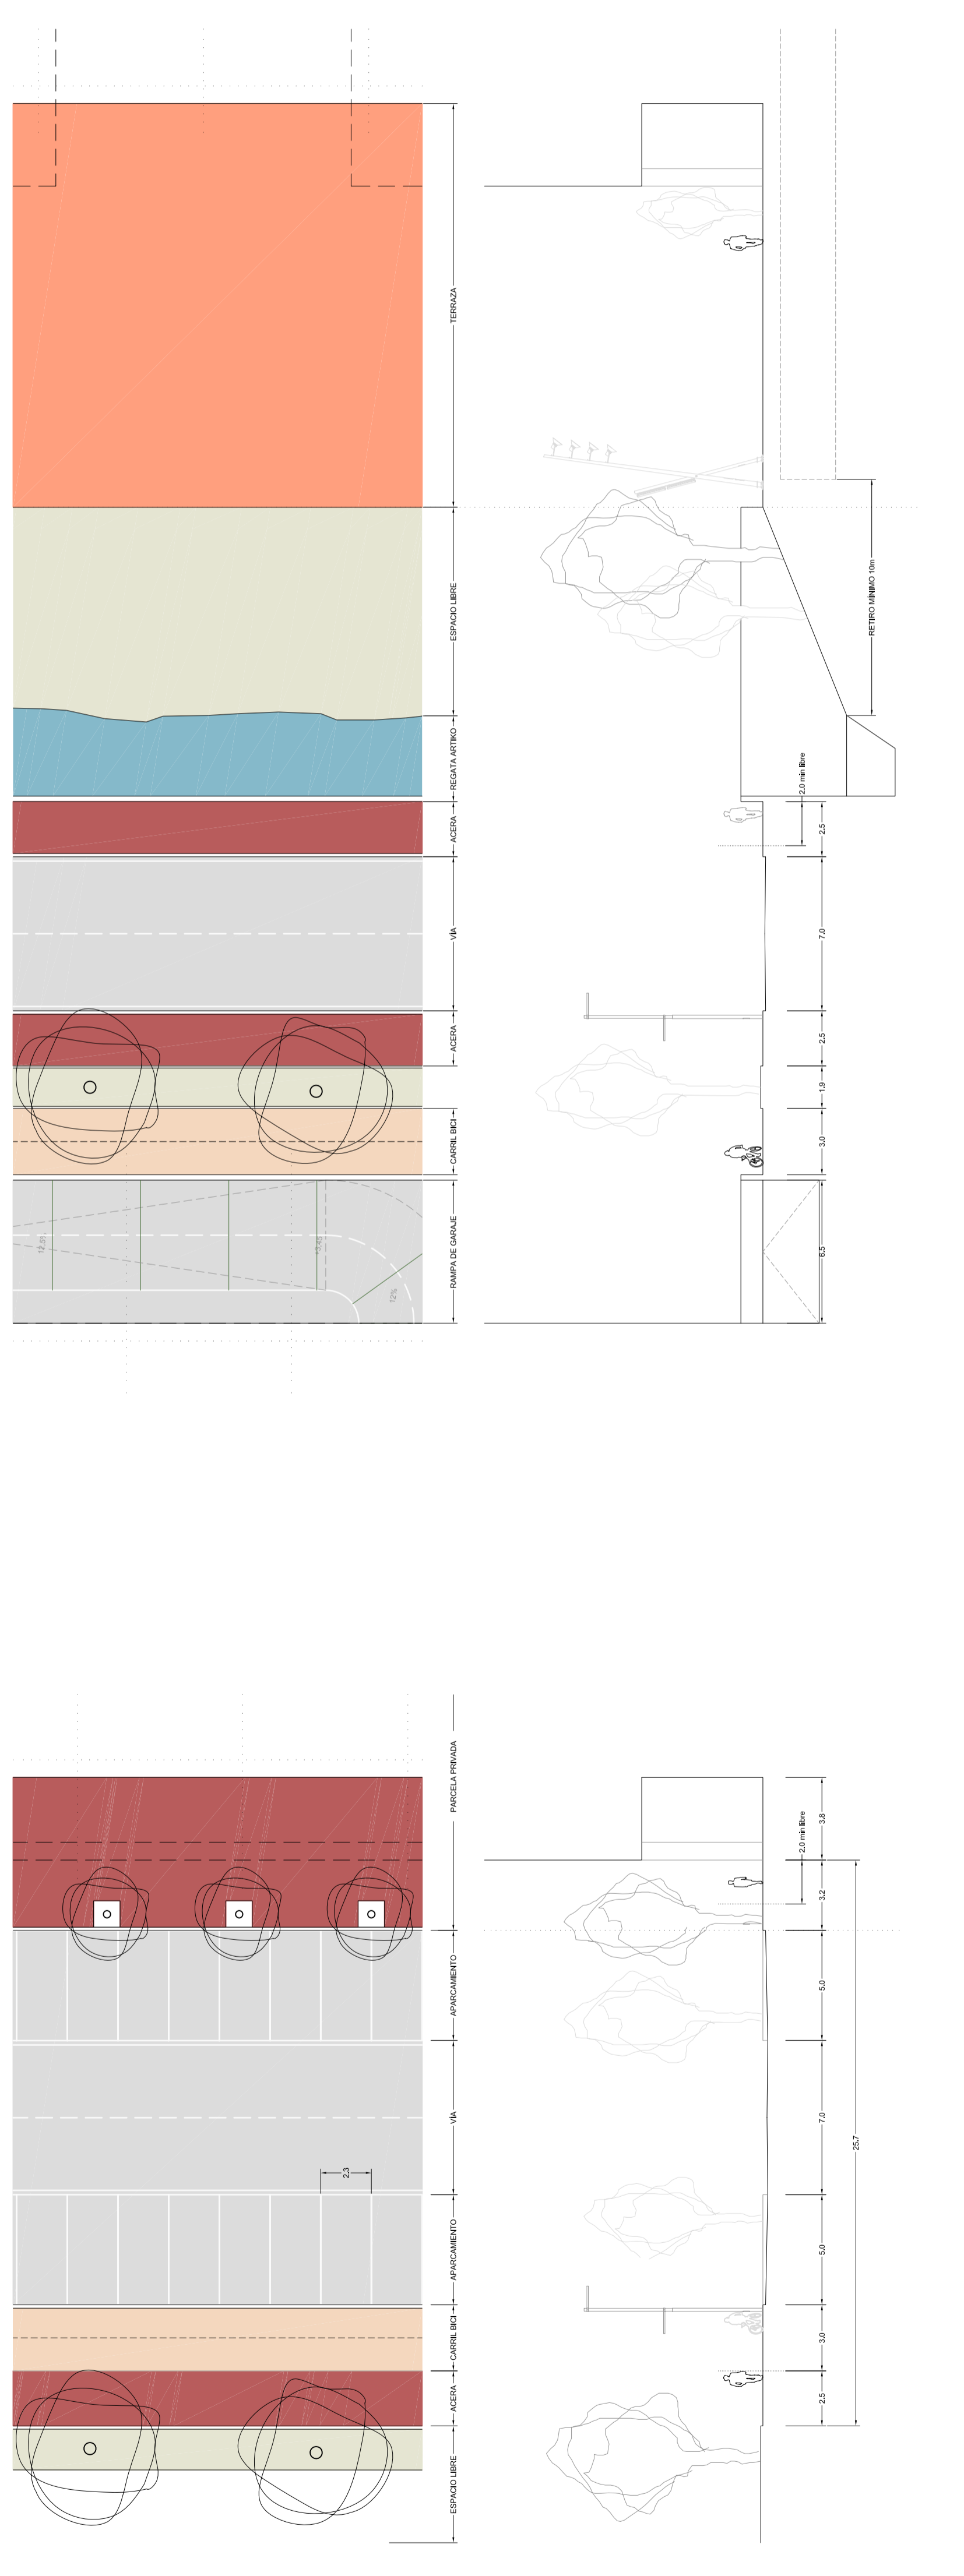 TERRAZA
ESPACIO LIBRE
REGATA ARTIKO
ACERA
VÍA
ACERA
CARRIL BICI
RAMPA DE GARAJE
RETIRO MÍNIMO 10m
2,0 min libre
2,5
7,0
2,5
1,9
3,0
6,5
12%
PARCELA PRIVADA
APARCAMIENTO
VÍA
APARCAMIENTO
CARRIL BICI
ACERA
ESPACIO LIBRE
2,3
2,0 min libre
3,8
3,2
5,0
7,0
5,0
3,0
2,5
25,7